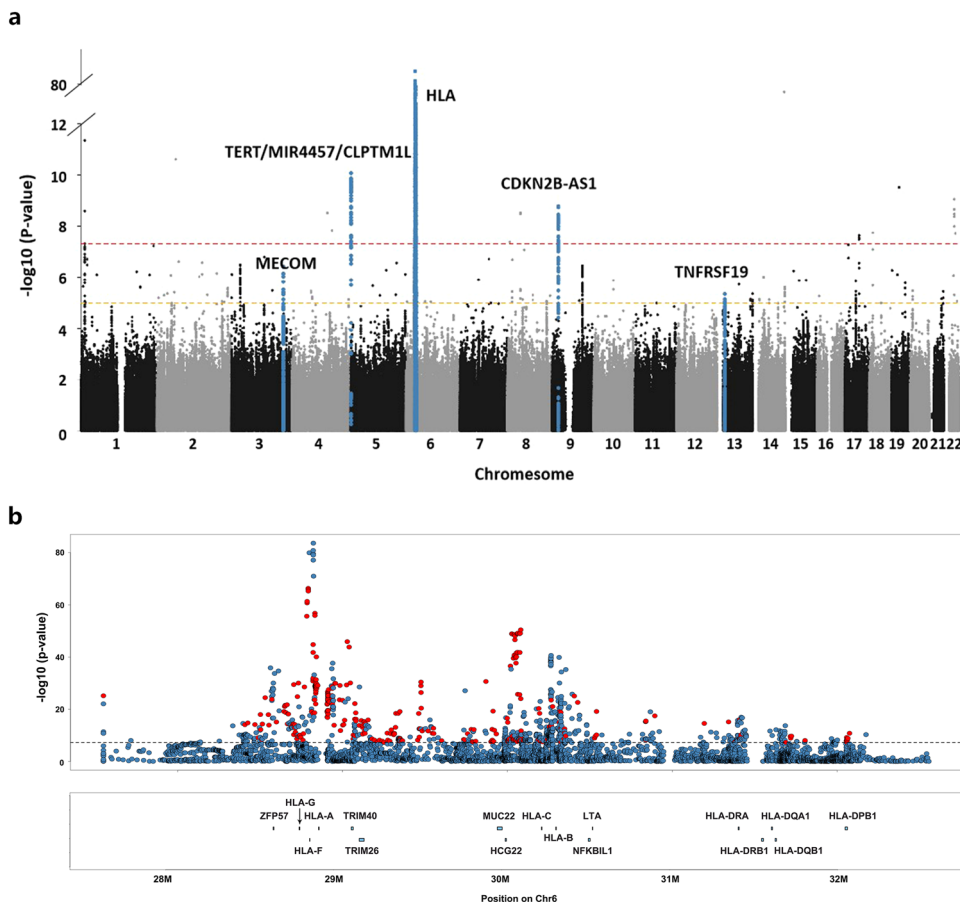 a
80
HLA
12
TERT/MIR4457/CLPTM1L
10
CDKN2B-AS1
8
-log10 (P-value)
MECOM
TNFRSF19
6
4
2
0
1 2 3 4 5 6 7 8 9 10 11 12 13 14 15 16 17 18 19 20 21 22
Chromesome
b
80
60
-log10 (p-value)
40
20
0
28M 29M 30M 31M 32M
HLA-G
ZFP57 HLA-A TRIM40 MUC22 HLA-C LTA HLA-DRA HLA-DQA1 HLA-DPB1
HLA-F TRIM26 HCG22 HLA-B NFKBIL1 HLA-DRB1 HLA-DQB1
Position on Chr6